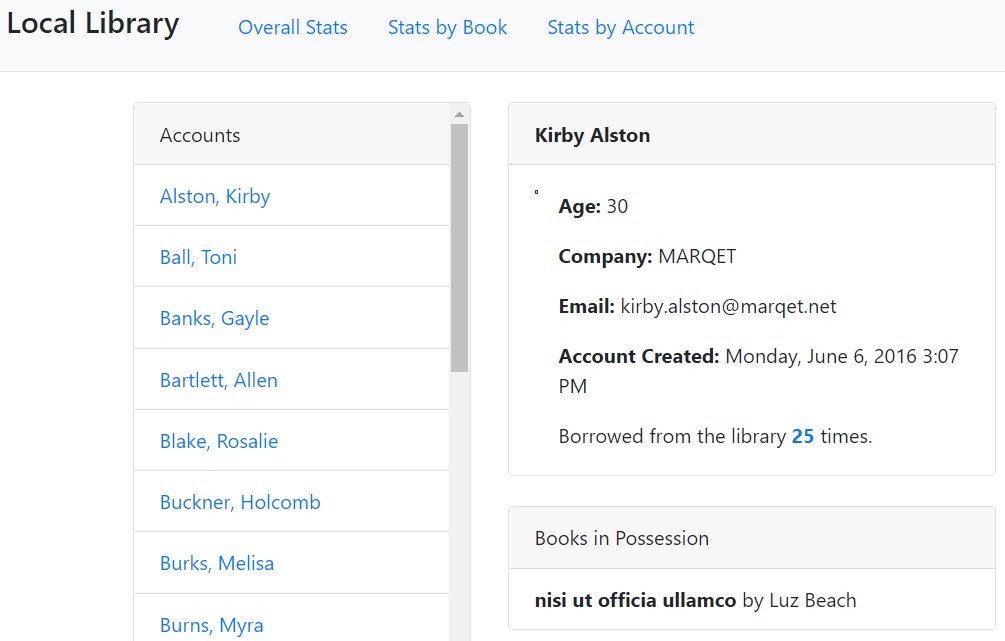 Local Library
Overall Stats
Stats by Book
Stats by Account
Accounts
Alston, Kirby
Ball, Toni
Banks, Gayle
Bartlett, Allen
Blake, Rosalie
Buckner, Holcomb
Burks, Melisa
Burns, Myra
Kirby Alston
Age: 30
Company: MARQET
Email: kirby.alston@marqet.net
Account Created: Monday, June 6, 2016 3:07
PM
Borrowed from the library 25 times.
Books in Possession
nisi ut officia ullamco by Luz Beach